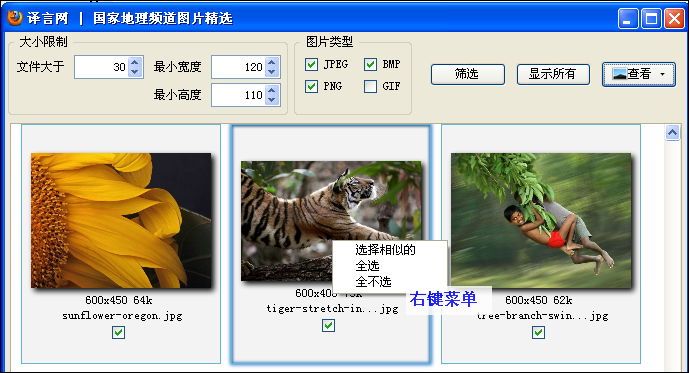 译言网 | 国家地理频道图片精选
大小限制
文件大于 30 最小宽度 120
最小高度 110
图片类型
JPEG BMP
PNG GIF
筛选 显示所有 查看
600x450 64k
sunflower-oregon.jpg
选择相似的
全选
全不选
右键菜单
tiger-stretch-in...jpg
600x450 62k
tree-branch-swin...jpg